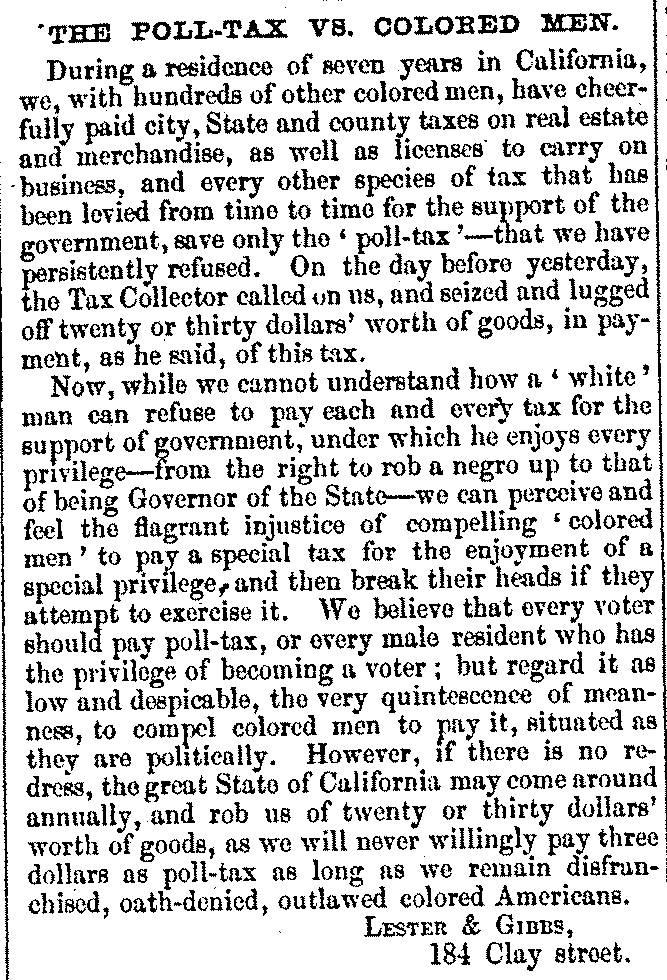 THE POLL-TAX VS. COLORED MEN.
During a residence of seven years in California,
we, with hundreds of other colored men, have cheer-
fully paid city, State and county taxes on real estate
and merchandise, as well as licenses to carry on
business, and every other species of tax that has
been levied from time to time for the support of the
government, save only the ‘ poll-tax ’—that we have
persistently refused. On the day before yesterday,
the Tax Collector called on us, and seized and lugged
off twenty or thirty dollars’ worth of goods, in pay-
ment, as he said, of this tax.
Now, while we cannot understand how a ‘ white ’
man can refuse to pay each and every tax for the
support of government, under which he enjoys every
privilege—from the right to rob a negro up to that
of being Governor of the State—we can perceive and
feel the flagrant injustice of compelling ‘ colored
men ’ to pay a special tax for the enjoyment of a
special privilege, and then break their heads if they
attempt to exercise it. We believe that every voter
should pay poll-tax, or every male resident who has
the privilege of becoming a voter ; but regard it as
low and despicable, the very quintescence of mean-
ness, to compel colored men to pay it, situated as
they are politically. However, if there is no re-
dress, the great State of California may come around
annually, and rob us of twenty or thirty dollars’
worth of goods, as we will never willingly pay three
dollars as poll-tax as long as we remain disfran-
chised, oath-denied, outlawed colored Americans.
LESTER & GIBBS,
184 Clay street.